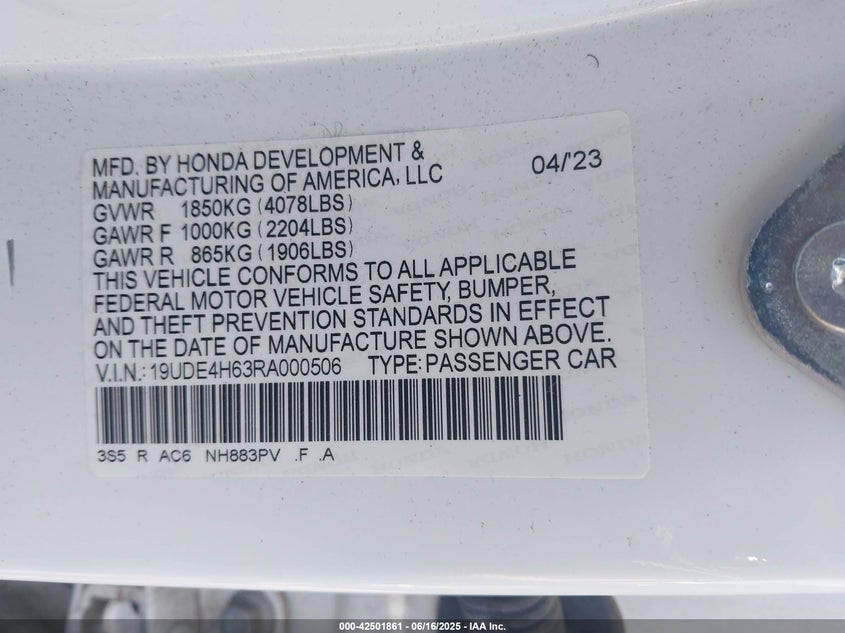 MFD. BY HONDA DEVELOPMENT & 04/'23
MANUFACTURING OF AMERICA, LLC
GVWR 1850KG (4078LBS)
GAWR F 1000KG (2204LBS)
GAWR R 865KG (1906LBS)
THIS VEHICLE CONFORMS TO ALL APPLICABLE
FEDERAL MOTOR VEHICLE SAFETY, BUMPER,
AND THEFT PREVENTION STANDARDS IN EFFECT
ON THE DATE OF MANUFACTURE SHOWN ABOVE.
V.I.N.: 19UDE4H63RA000506 TYPE: PASSENGER CAR
3S5 R AC6 NH883PV .F .A
000-42501861 - 06/16/2025 - IAA Inc.